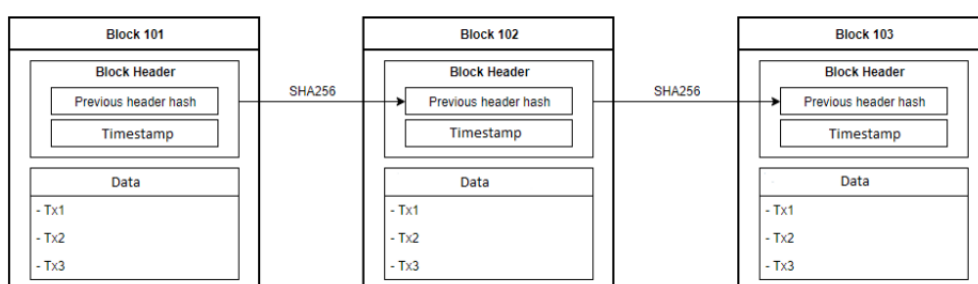 Block 101
Block Header
Previous header hash
Timestamp
Data
- Tx1
- Tx2
- Tx3
SHA256
Block 102
Block Header
Previous header hash
Timestamp
Data
- Tx1
- Tx2
- Tx3
SHA256
Block 103
Block Header
Previous header hash
Timestamp
Data
- Tx1
- Tx2
- Tx3